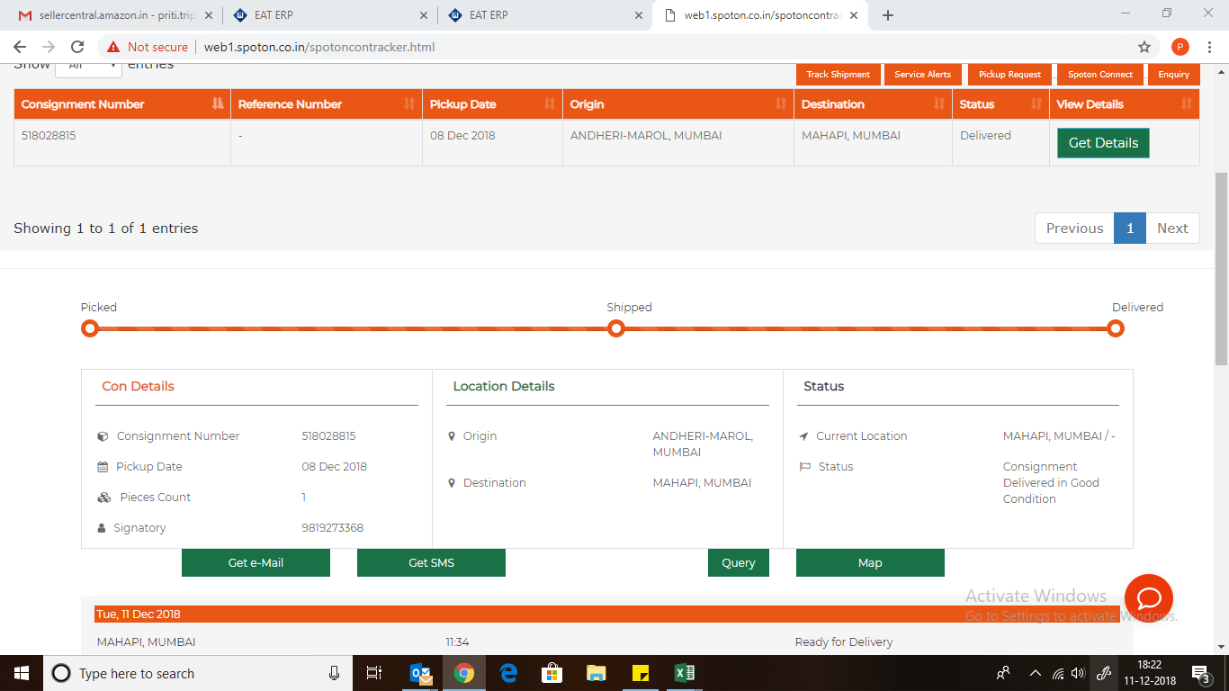 sellercentral.amazon.in - priti.trip
EAT ERP
EAT ERP
web1.spoton.co.in/spotoncontrac
Not secure
web1.spoton.co.in/spotoncontracker.html
P
Show All entries
Track Shipment
Service Alerts
Pickup Request
Spoton Connect
Enquiry
Consignment Number Reference Number Pickup Date Origin Destination Status View Details
518028815 - 08 Dec 2018 ANDHERI-MAROL, MUMBAI MAHAPI, MUMBAI Delivered Get Details
Showing 1 to 1 of 1 entries
Previous 1 Next
Picked Shipped Delivered
Con Details
Consignment Number 518028815
Pickup Date 08 Dec 2018
Pieces Count 1
Signatory 9819273368
Location Details
Origin ANDHERI-MAROL,
MUMBAI
Destination MAHAPI, MUMBAI
Status
Current Location MAHAPI, MUMBAI / -
Status Consignment
Delivered in Good
Condition
Get e-Mail
Get SMS
Query
Map
Activate Windows
Go to Settings to activate Windows.
Tue, 11 Dec 2018
MAHAPI, MUMBAI 11:34 Ready for Delivery
Type here to search
18:22
11-12-2018
3